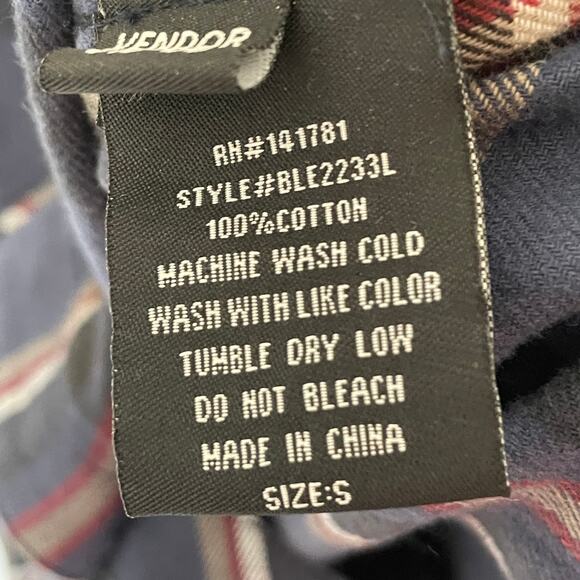 VENDOR
RN#141781
STYLE#BLE2233L
100%COTTON
MACHINE WASH COLD
WASH WITH LIKE COLOR
TUMBLE DRY LOW
DO NOT BLEACH
MADE IN CHINA
SIZE:S